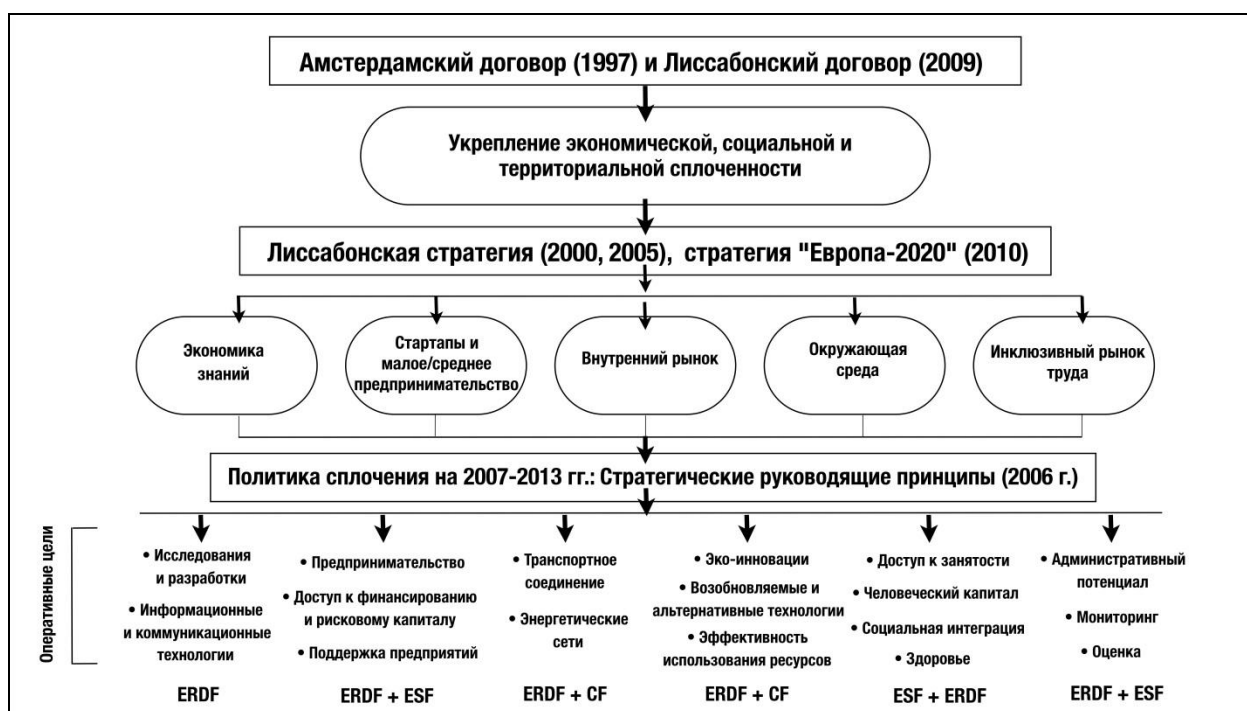 Амстердамский договор (1997) и Лиссабонский договор (2009)
Укрепление экономической, социальной и
территориальной сплоченности
Лиссабонская стратегия (2000, 2005), стратегия "Европа-2020" (2010)
Экономика
знаний
Стартапы и
малое/среднее
предпринимательство
Внутренний рынок
Окружающая
среда
Инклюзивный рынок
труда
Политика сплочения на 2007-2013 гг.: Стратегические руководящие принципы (2006 г.)
Оперативные цели
• Исследования
и разработки
• Информационные
и коммуникационные
технологии
ERDF
• Предпринимательство
• Доступ к финансированию
и рисковому капиталу
• Поддержка предприятий
ERDF + ESF
• Транспортное
соединение
• Энергетические
сети
ERDF + CF
• Эко-инновации
• Возобновляемые и
альтернативные технологии
• Эффективность
использования ресурсов
ERDF + CF
• Доступ к занятости
• Человеческий капитал
• Социальная интеграция
• Здоровье
ESF + ERDF
• Административный
потенциал
• Мониторинг
• Оценка
ERDF + ESF